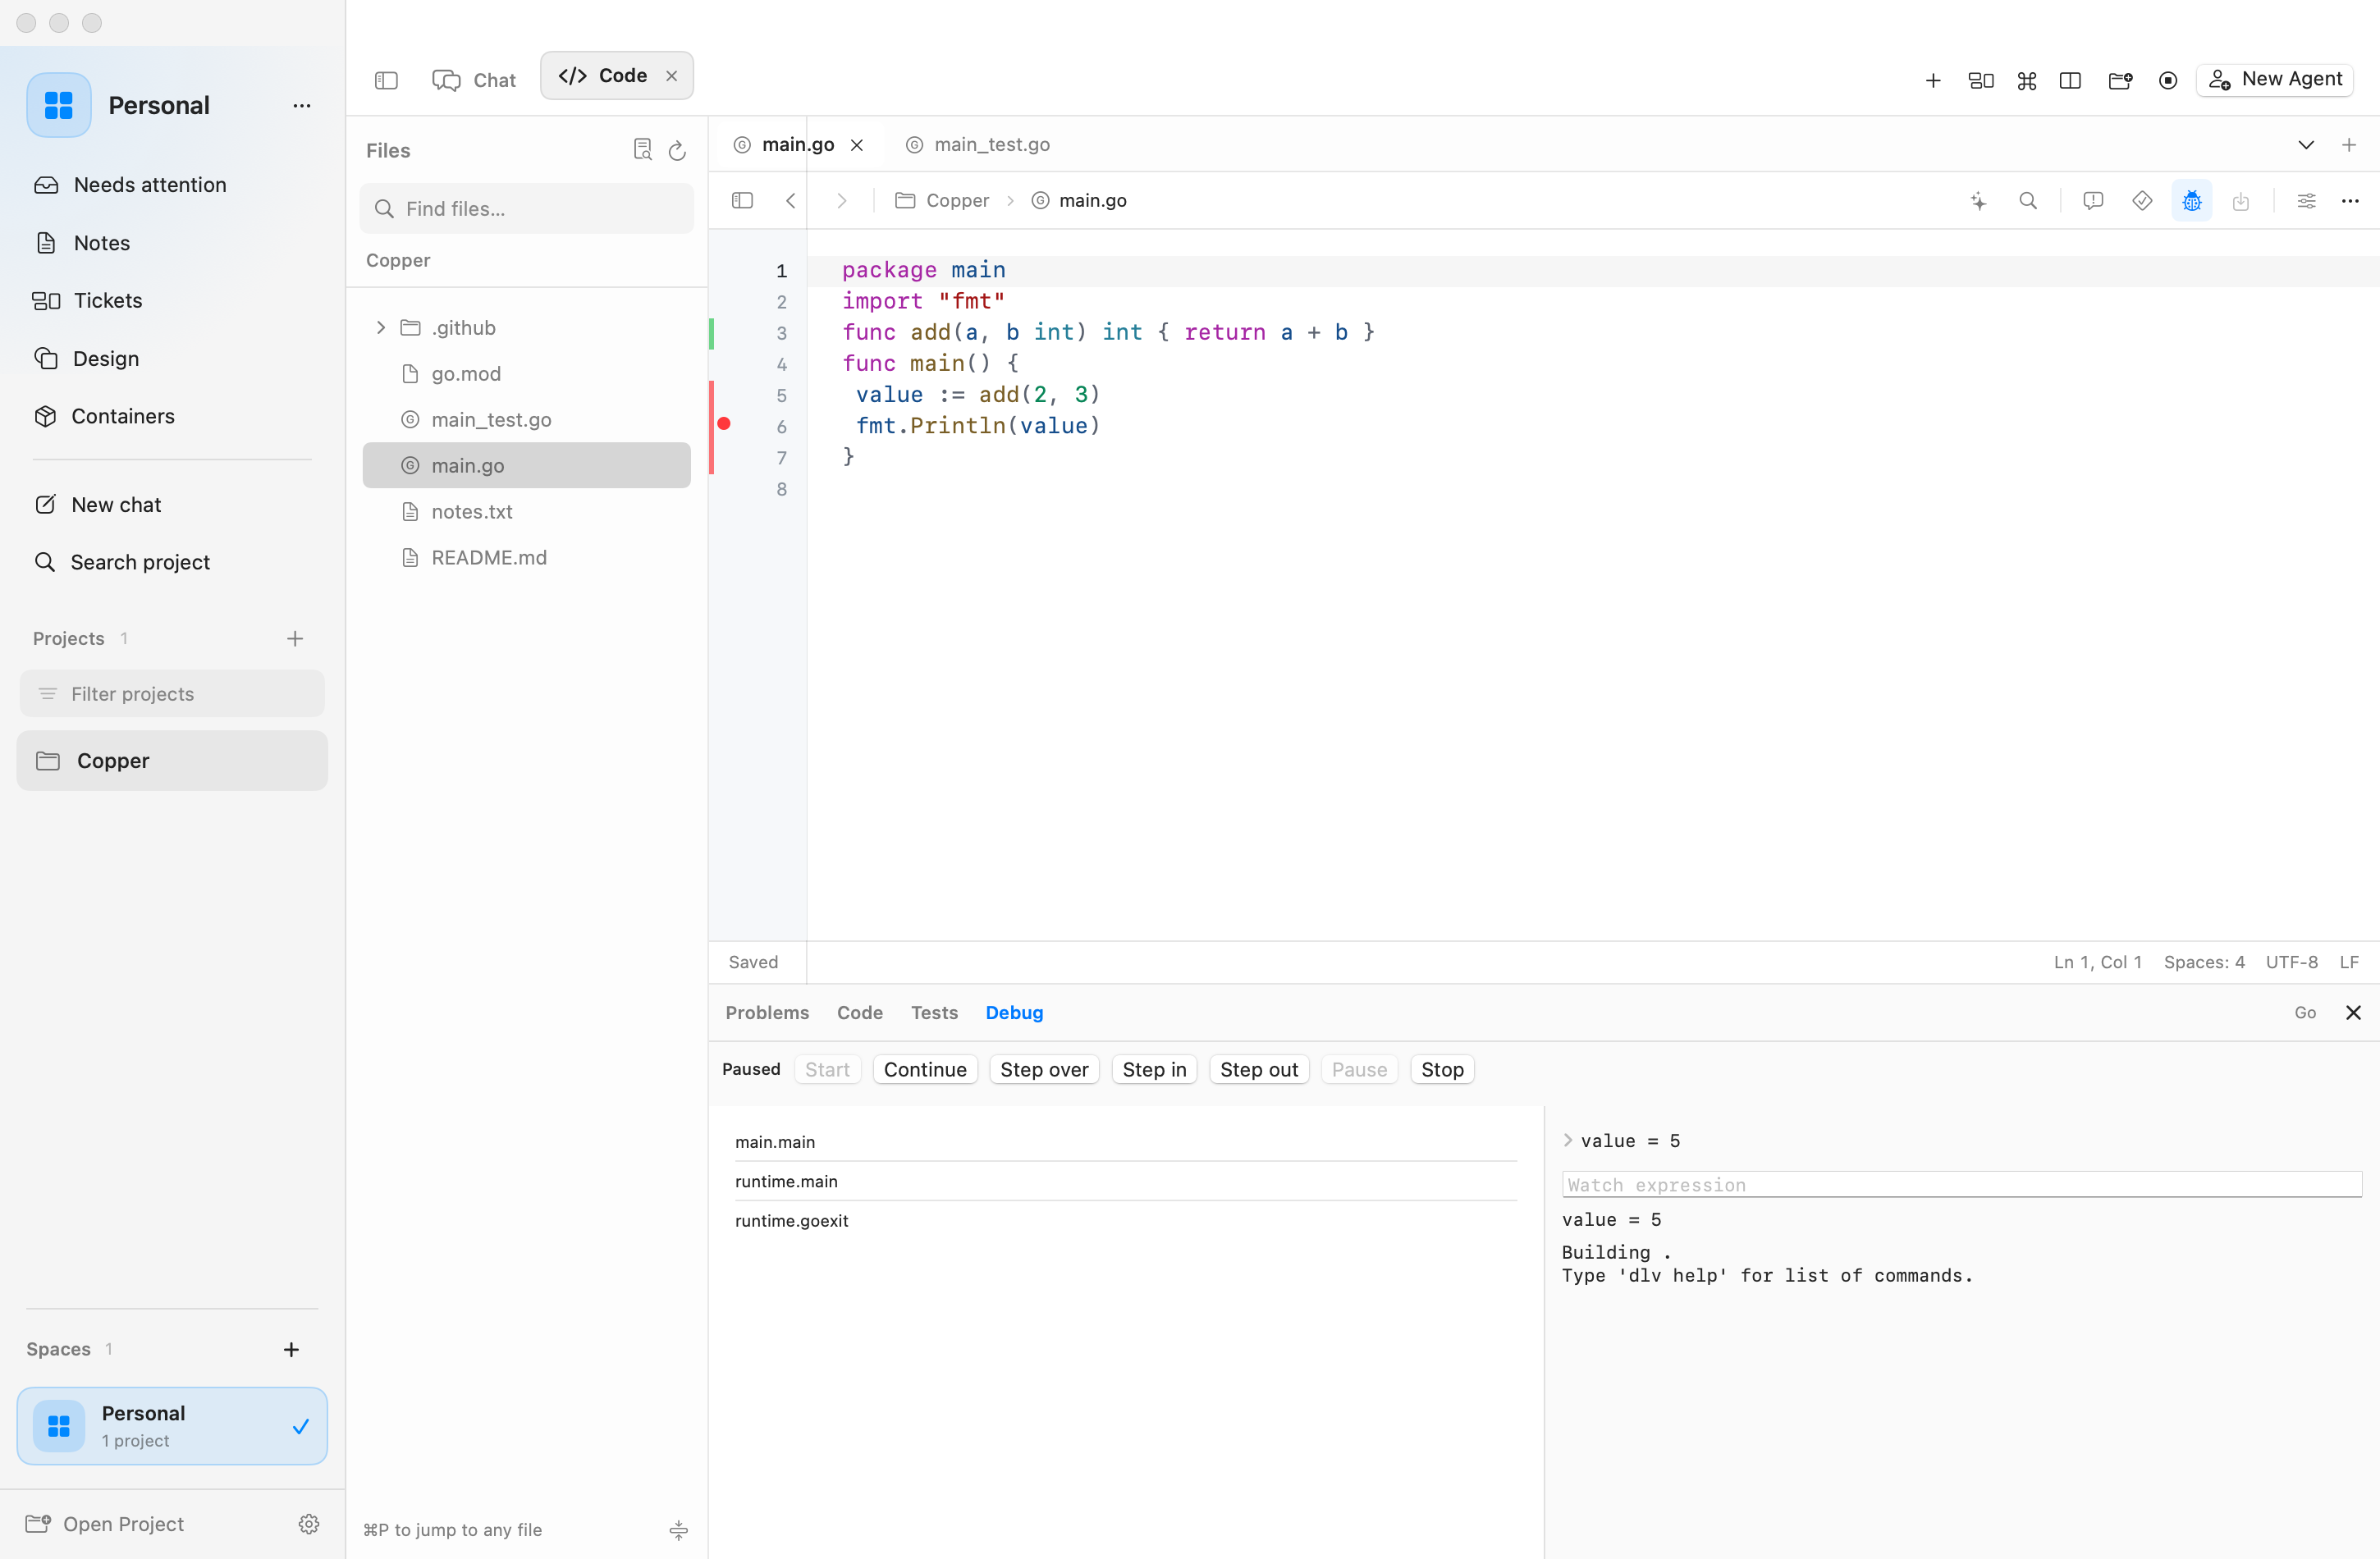 Personal
Needs attention
Notes
Tickets
Design
Containers
New chat
Search project
Projects 1
Filter projects
Copper
Spaces 1
Personal
1 project
Open Project
Chat
Code
New Agent
Files
Find files...
Copper
.github
go.mod
main_test.go
main.go
notes.txt
README.md
⌘P to jump to any file
main.go
main_test.go
Copper
main.go
1 package main
2 import "fmt"
3 func add(a, b int) int { return a + b }
4 func main() {
5 value := add(2, 3)
6 fmt.Println(value)
7 }
8
Saved
Ln 1, Col 1 Spaces: 4 UTF-8 LF
Problems Code Tests Debug
Go
Paused Start Continue Step over Step in Step out Pause Stop
main.main
runtime.main
runtime.goexit
value = 5
Watch expression
value = 5
Building .
Type 'dlv help' for list of commands.